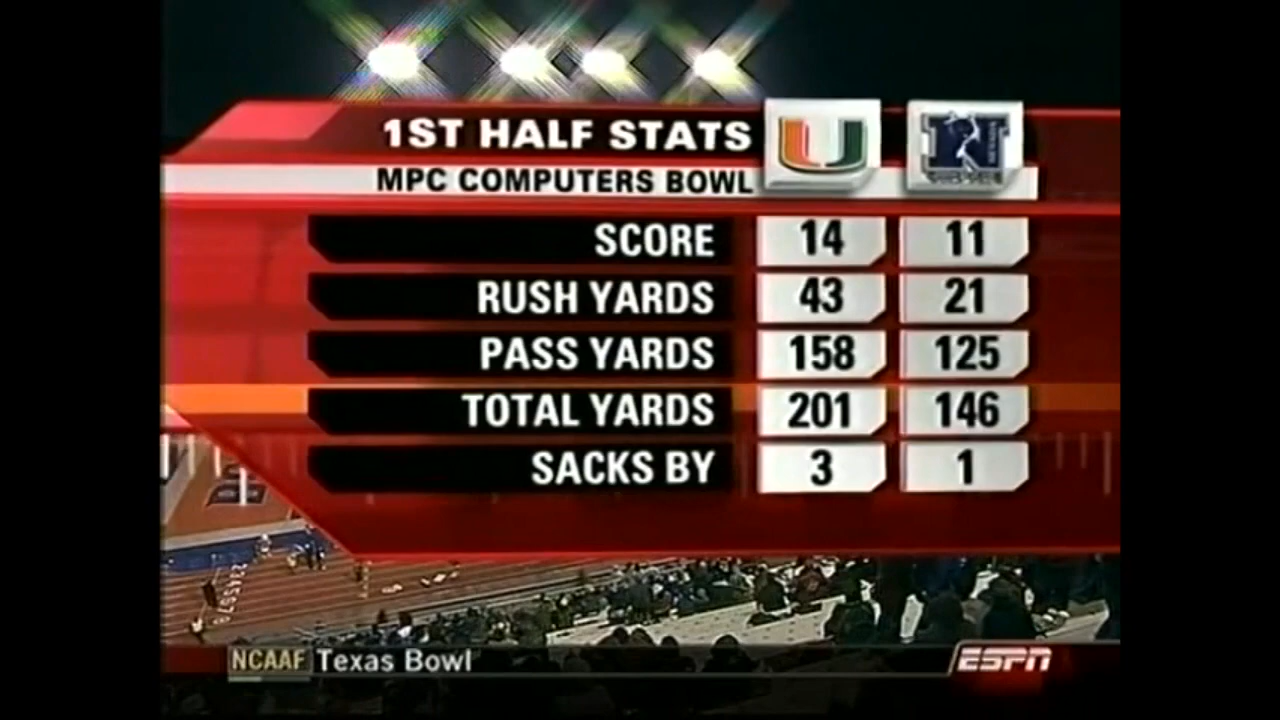 1ST HALF STATS
MPC COMPUTERS BOWL
SCORE 14 11
RUSH YARDS 43 21
PASS YARDS 158 125
TOTAL YARDS 201 146
SACKS BY 3 1
NCAAF Texas Bowl
ESPN